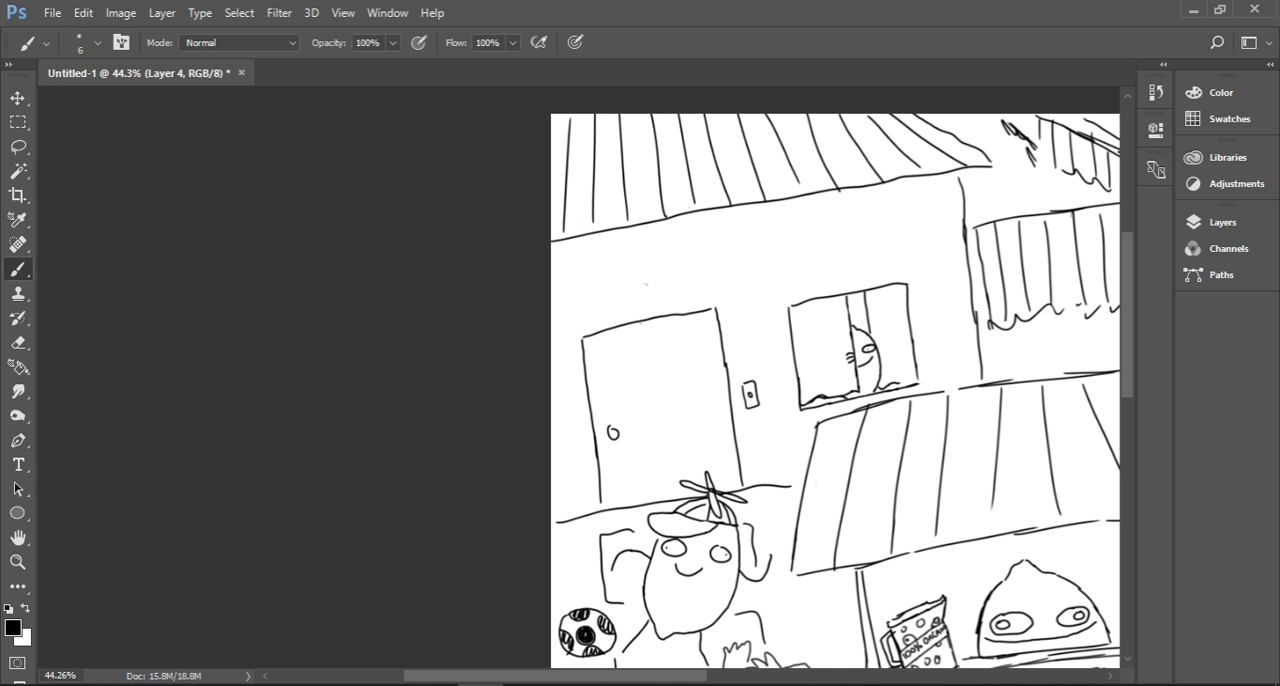 Ps File Edit Image Layer Type Select Filter 3D View Window Help
6 Mode: Normal Opacity: 100% Flow: 100%
Untitled-1 @ 44.3% (Layer 4, RGB/8) *
Color
Swatches
Libraries
Adjustments
Layers
Channels
Paths
T
44.26% Doc: 15.8M/18.8M